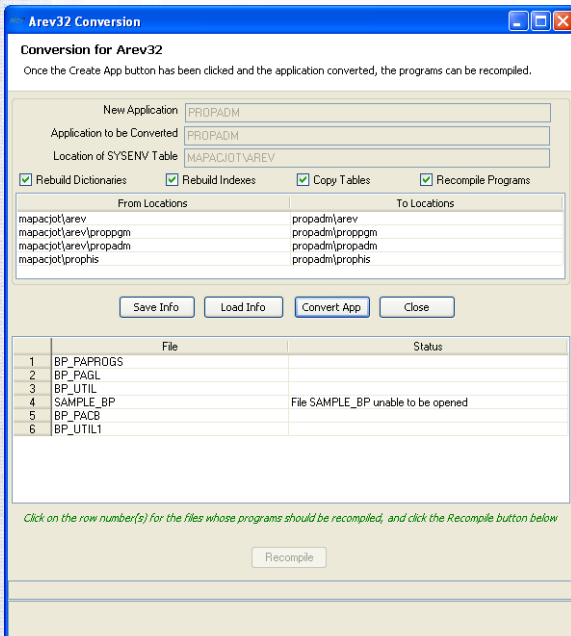 Arev32 Conversion
Conversion for Arev32
Once the Create App button has been clicked and the application converted, the programs can be recompiled.
New Application PROPADM
Application to be Converted PROPADM
Location of SYSENV Table MAPACJOT\AREV
Rebuild Dictionaries Rebuild Indexes Copy Tables Recompile Programs
From Locations To Locations
mapacjot\arev propadm\arev
mapacjot\arev\proppgm propadm\proppgm
mapacjot\arev\propadm propadm\propadm
mapacjot\prophis propadm\prophis
Save Info Load Info Convert App Close
File Status
1 BP_PAPROGS
2 BP_PAGL
3 BP_UTIL
4 SAMPLE_BP File SAMPLE_BP unable to be opened
5 BP_PACB
6 BP_UTIL1
Click on the row number(s) for the files whose programs should be recompiled, and click the Recompile button below
Recompile